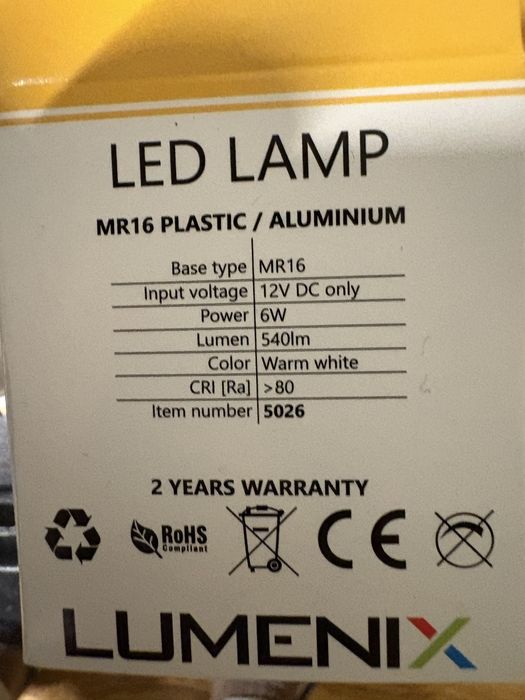 LED LAMP
MR16 PLASTIC / ALUMINIUM
Base type MR16
Input voltage 12V DC only
Power 6W
Lumen 540lm
Color Warm white
CRI [Ra] >80
Item number 5026
2 YEARS WARRANTY
RoHS
Compliant
CE
LUMENIX